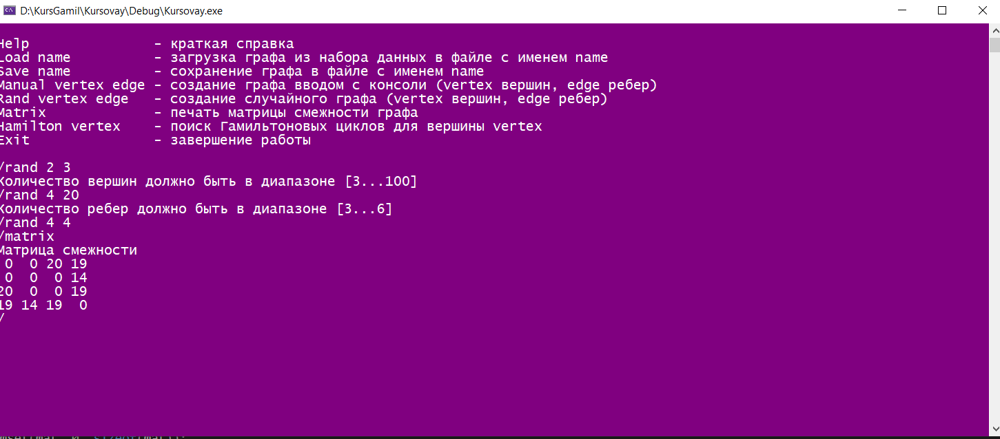 D:\KursGamil\Kursovay\Debug\Kursovay.exe
Help - краткая справка
Load name - загрузка графа из набора данных в файле с именем name
Save name - сохранение графа в файле с именем name
Manual vertex edge - создание графа вводом с консоли (vertex вершин, edge ребер)
Rand vertex edge - создание случайного графа (vertex вершин, edge ребер)
Matrix - печать матрицы смежности графа
Hamilton vertex - поиск Гамильтоновых циклов для вершины vertex
Exit - завершение работы
/rand 2 3
Количество вершин должно быть в диапазоне [3...100]
/rand 4 20
Количество ребер должно быть в диапазоне [3...6]
/rand 4 4
/matrix
Матрица смежности
0 0 20 19
0 0 0 14
20 0 0 19
19 14 19 0
/